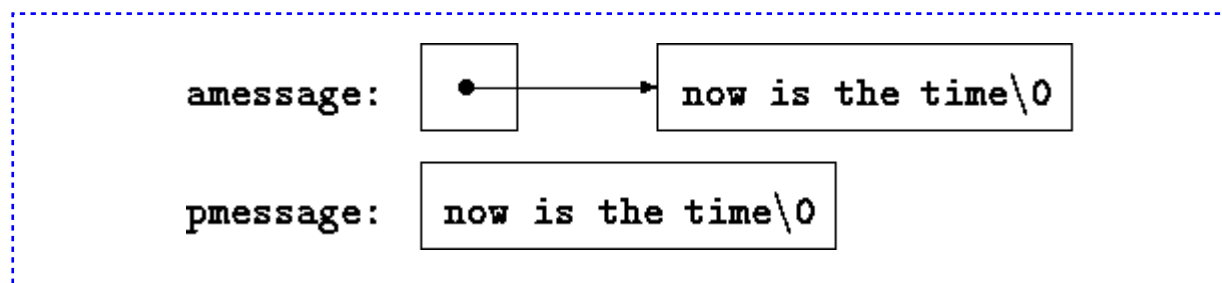 amessage: now is the time\0
pmessage: now is the time\0